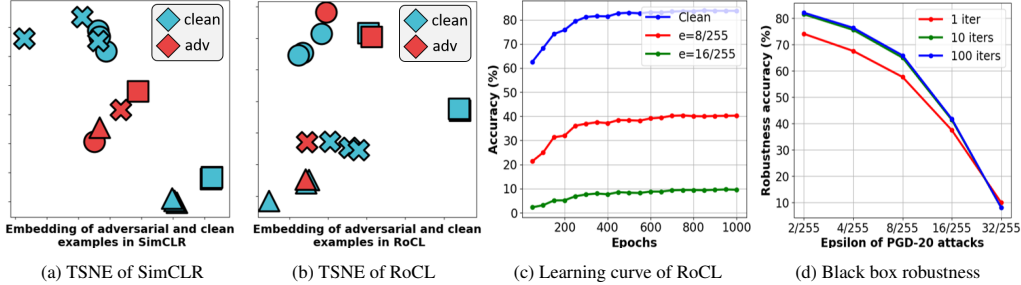 clean
adv
Embedding of adversarial and clean
examples in SimCLR
(a) TSNE of SimCLR
clean
adv
Embedding of adversarial and clean
examples in RoCL
(b) TSNE of RoCL
Accuracy (%)
80
70
60
50
40
30
20
10
0
Clean
e=8/255
e=16/255
200
400
600
800
1000
Epochs
(c) Learning curve of RoCL
Robustness accuracy (%)
80
70
60
50
40
30
20
10
1 iter
10 iters
100 iters
2/255
4/255
8/255
16/255
32/255
Epsilon of PGD-20 attacks
(d) Black box robustness